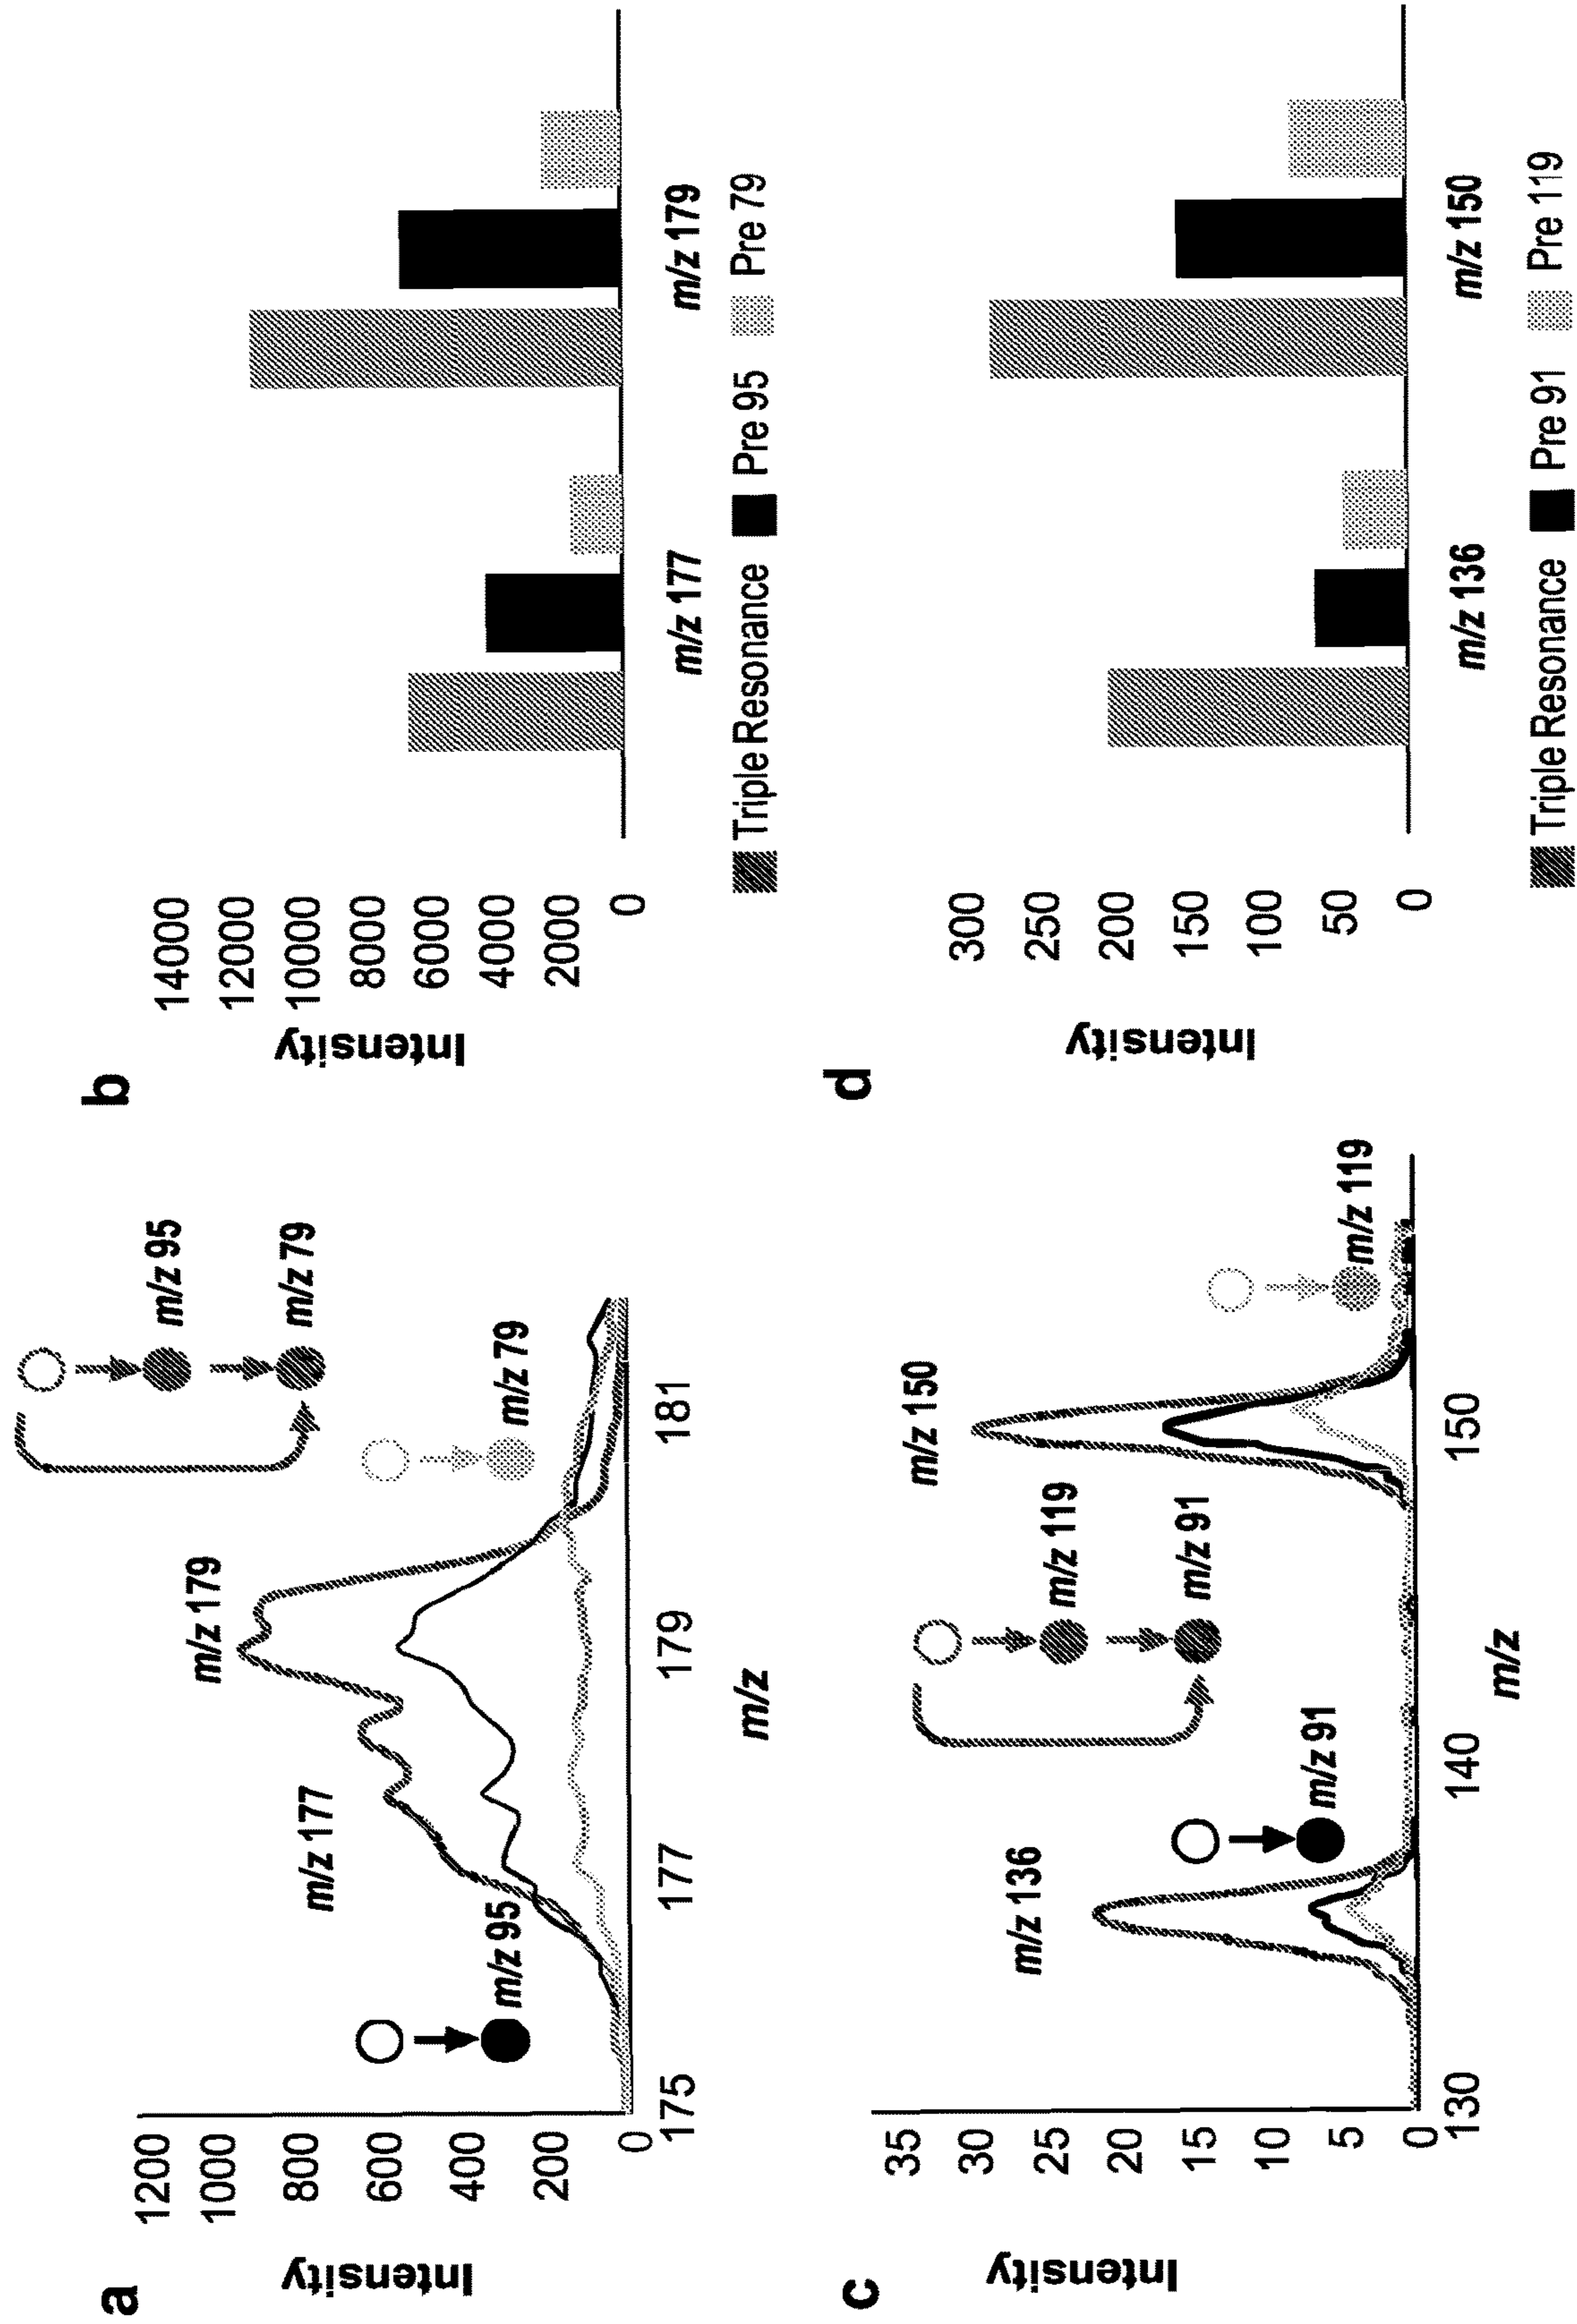 a
Intensity
1200
1000
800
600
400
200
0
175
177
179
181
m/z
m/z 95
m/z 177
m/z 179
m/z 79
m/z 95
m/z 79
b
Intensity
14000
12000
10000
8000
6000
4000
2000
0
m/z 177
m/z 179
Triple Resonance
Pre 95
Pre 79
c
Intensity
35
30
25
20
15
10
5
0
130
140
150
m/z
m/z 136
m/z 91
m/z 119
m/z 91
m/z 150
m/z 119
d
Intensity
300
250
200
150
100
50
0
m/z 136
m/z 150
Triple Resonance
Pre 91
Pre 119